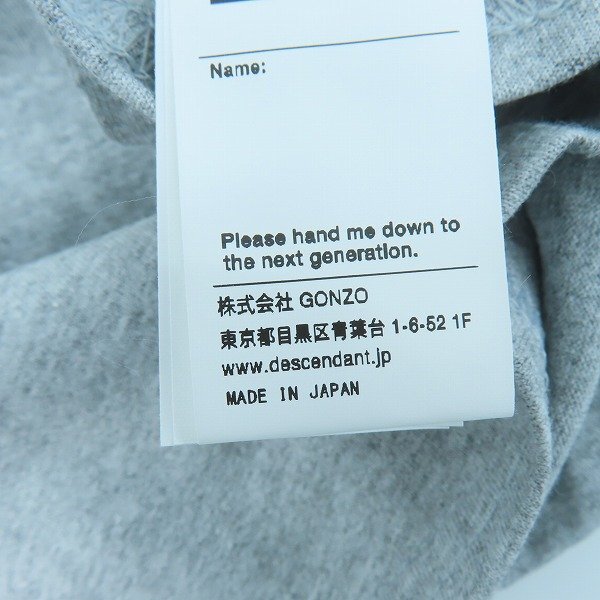 Name:
Please hand me down to
the next generation.
株式会社 GONZO
東京都目黒区青葉台 1-6-52 1F
www.descendant.jp
MADE IN JAPAN